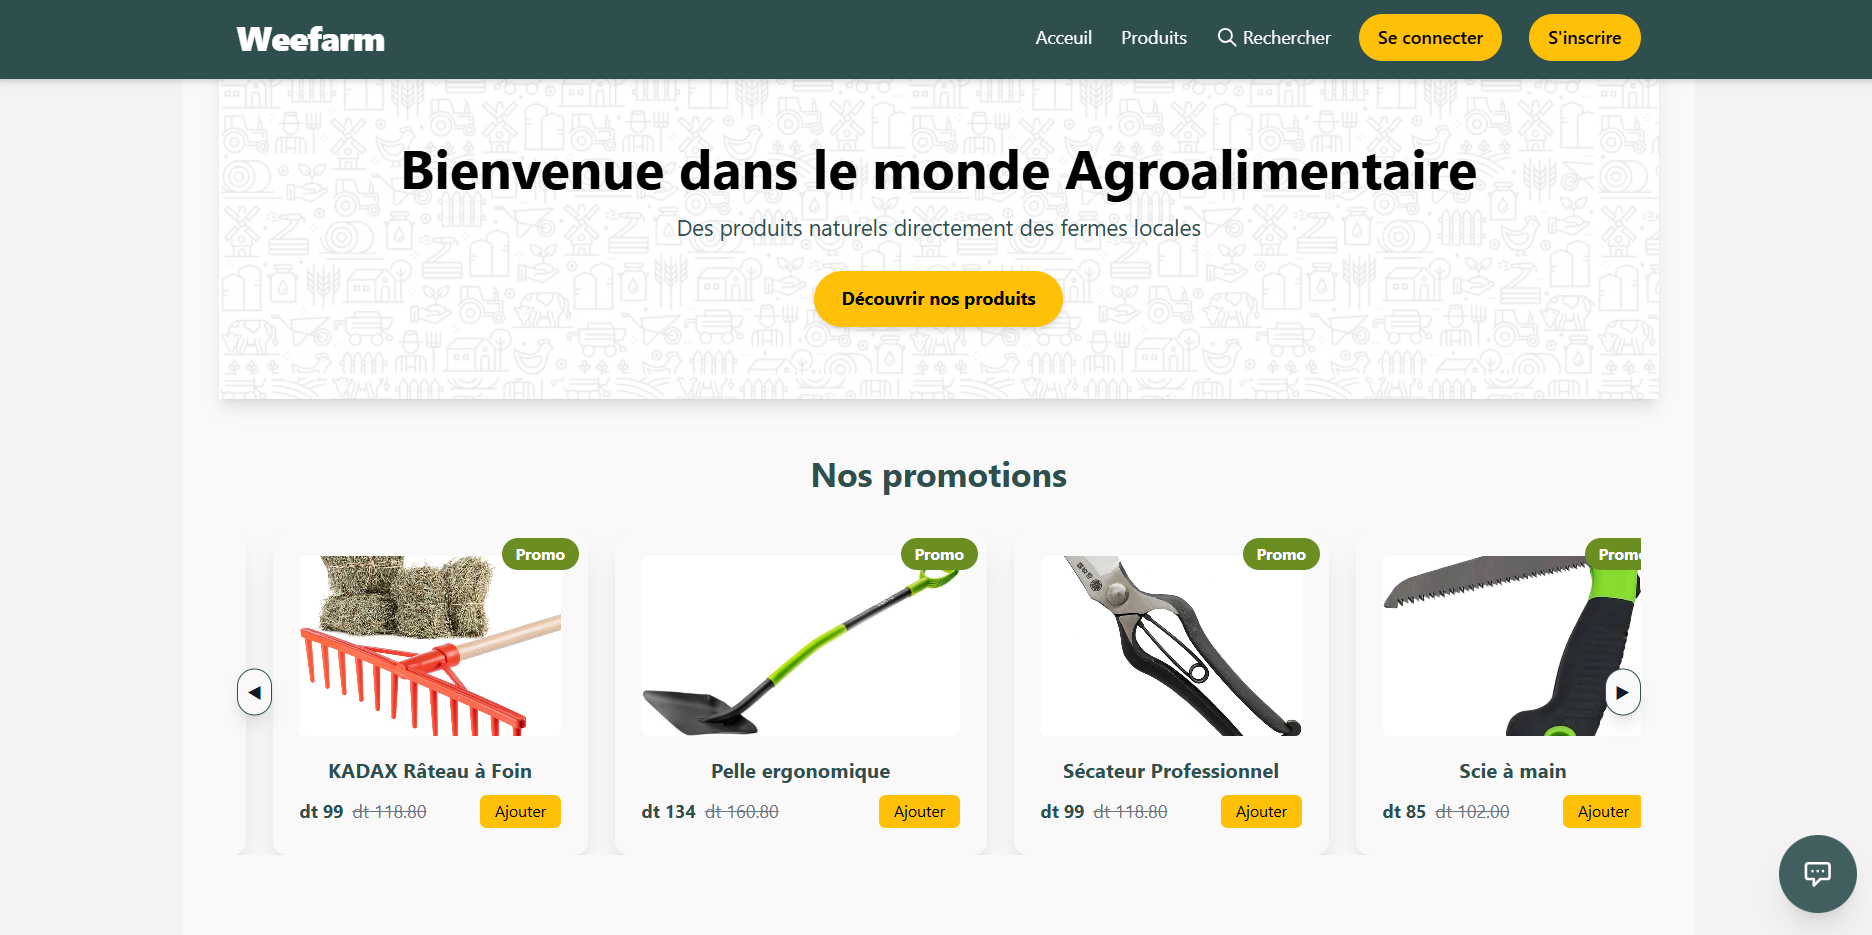 Weefarm
Acceuil
Produits
Rechercher
Se connecter
S'inscrire
Bienvenue dans le monde Agroalimentaire
Des produits naturels directement des fermes locales
Découvrir nos produits
Nos promotions
Promo
Promo
Promo
Promo
KADAX Râteau à Foin
Pelle ergonomique
Sécateur Professionnel
Scie à main
dt 99 dt 118.80 Ajouter
dt 134 dt 160.80 Ajouter
dt 99 dt 118.80 Ajouter
dt 85 dt 102.00 Ajouter